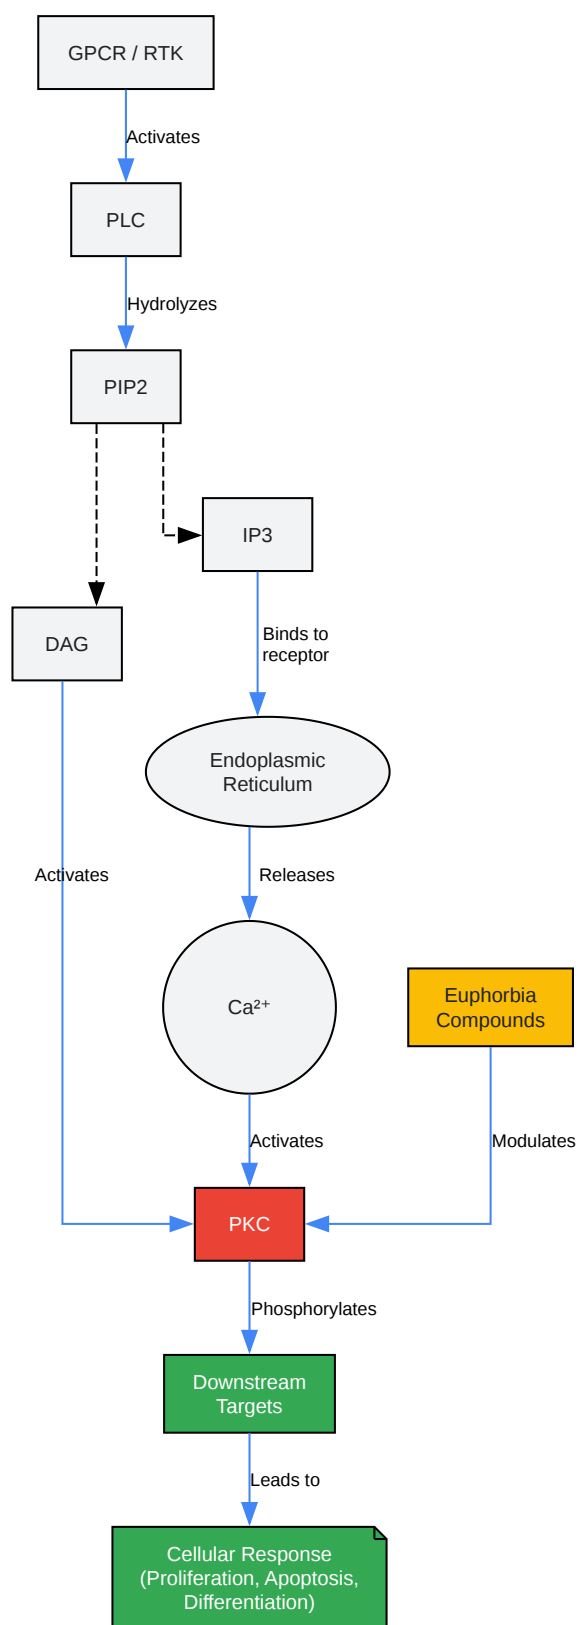 GPCR / RTK
Activates
PLC
Hydrolyzes
PIP2
IP3
Binds to
receptor
DAG
Endoplasmic
Reticulum
Activates
Releases
Ca²⁺
Euphorbia
Compounds
Activates
Modulates
PKC
Phosphorylates
Downstream
Targets
Leads to
Cellular Response
(Proliferation, Apoptosis,
Differentiation)